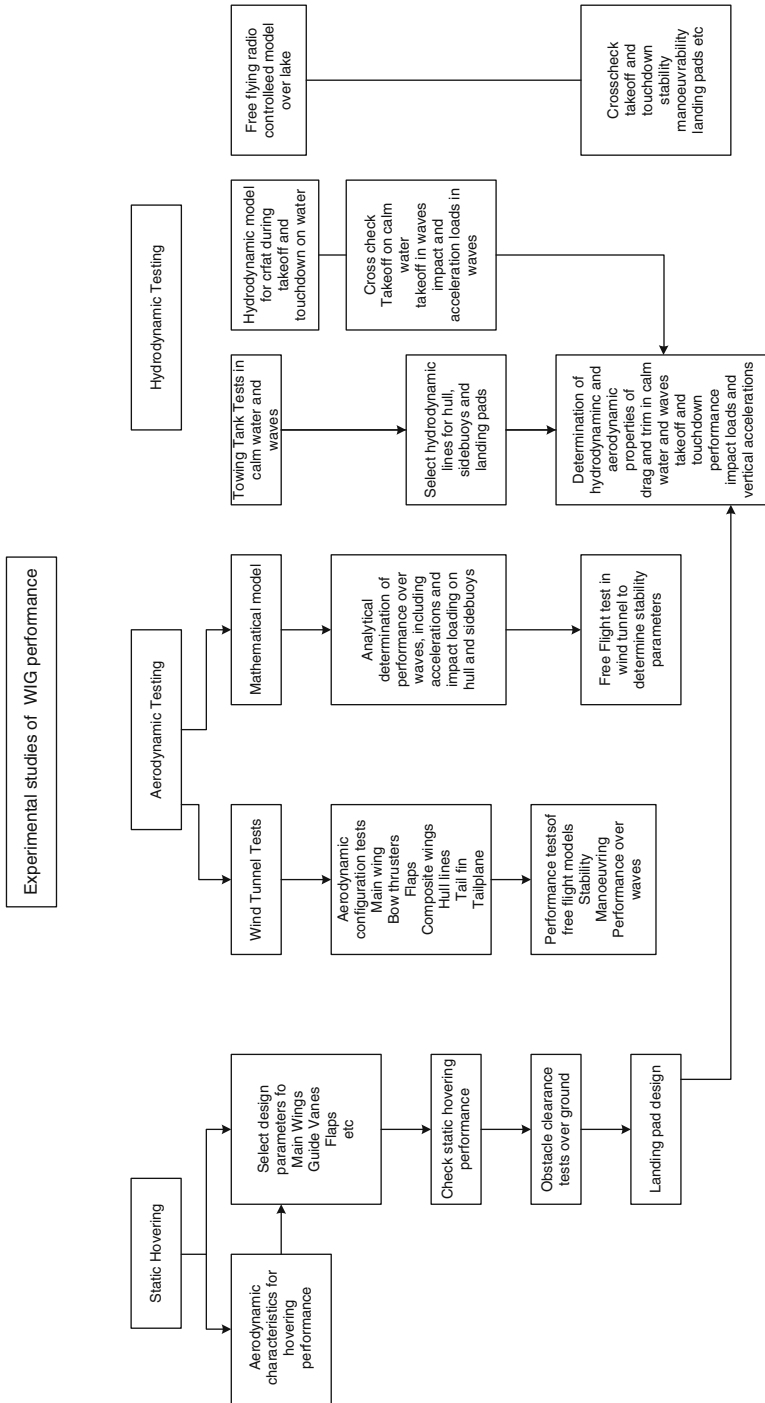 Experimental studies of  WIG performance
Static Hovering
Aerodynamic Testing
Hydrodynamic Testing
Aerodynamic
characteristics for
hovering
performance
Select design
parameters fo
Main Wings
Guide Vanes
Flaps
etc
Check static hovering
performance
Obstacle clearance
tests over ground
Landing pad design
Wind Tunnel Tests
Aerodynamic
configuration tests
Main wing
Bow thrusters
Flaps
Composite wings
Hull lines
Tail fin
Tailplane
Performance testsof
free flight models
Stability
Manoeuvring
Performance over
waves
Mathematical model
Analytical
determination of
performance over
waves, including
accelerations and
impact loading on
hull and sidebuoys
Free Flight test in
wind tunnel to
determine stability
parameters
Towing Tank Tests in
calm water and
waves
Select hydrodynamic
lines for hull,
sidebuoys and
landing pads
Determination of
hydrodynaminc and
aerodynamic
properties of
drag and trim in calm
water and waves
takeoff and
touchdown
performance
impact loads and
vertical accelerations
Hydrodynamic model
for crfat during
takeoff and
touchdown on water
Cross check
Takeoff on calm
water
takeoff in waves
impact and
acceleration loads in
waves
Free flying radio
controlleed model
over lake
Crosscheck
takeoff and
touchdown
stability
manoeuvrability
landing pads etc